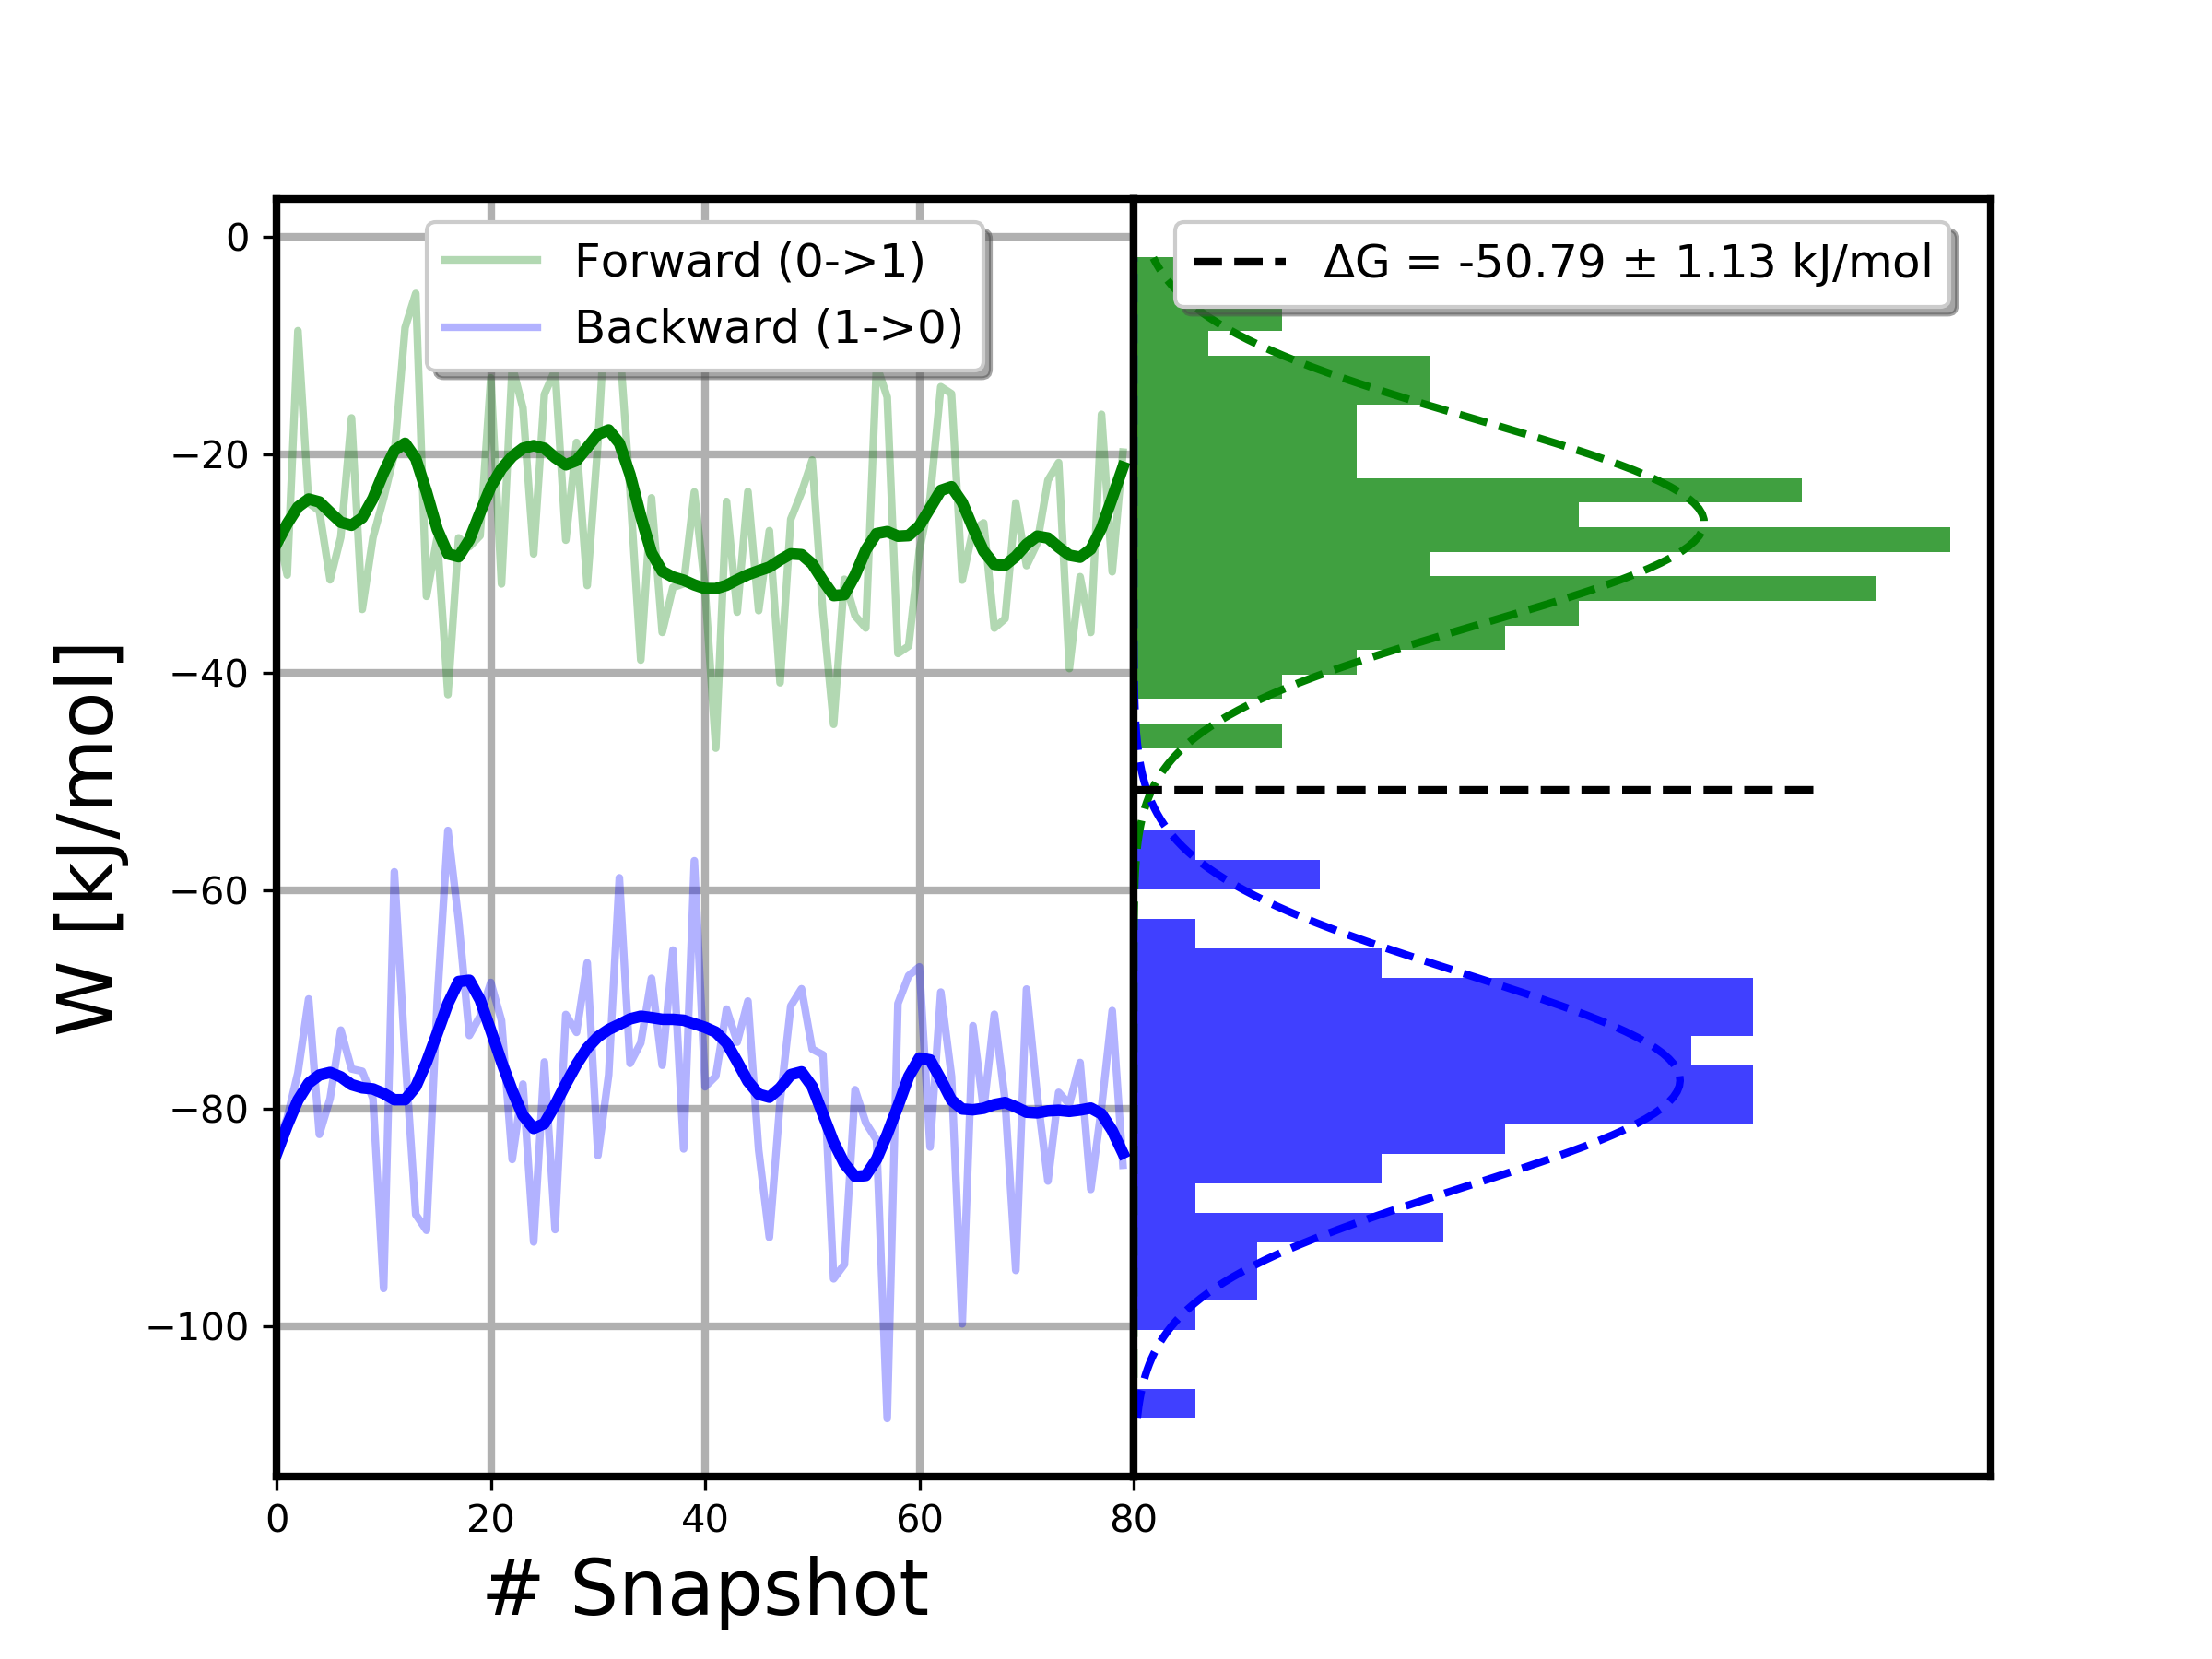 Forward (0->1)
Backward (1->0)
ΔG = -50.79 ± 1.13 kJ/mol
W [kJ/mol]
0
−20
−40
−60
−80
−100
0 20 40 60 80
# Snapshot